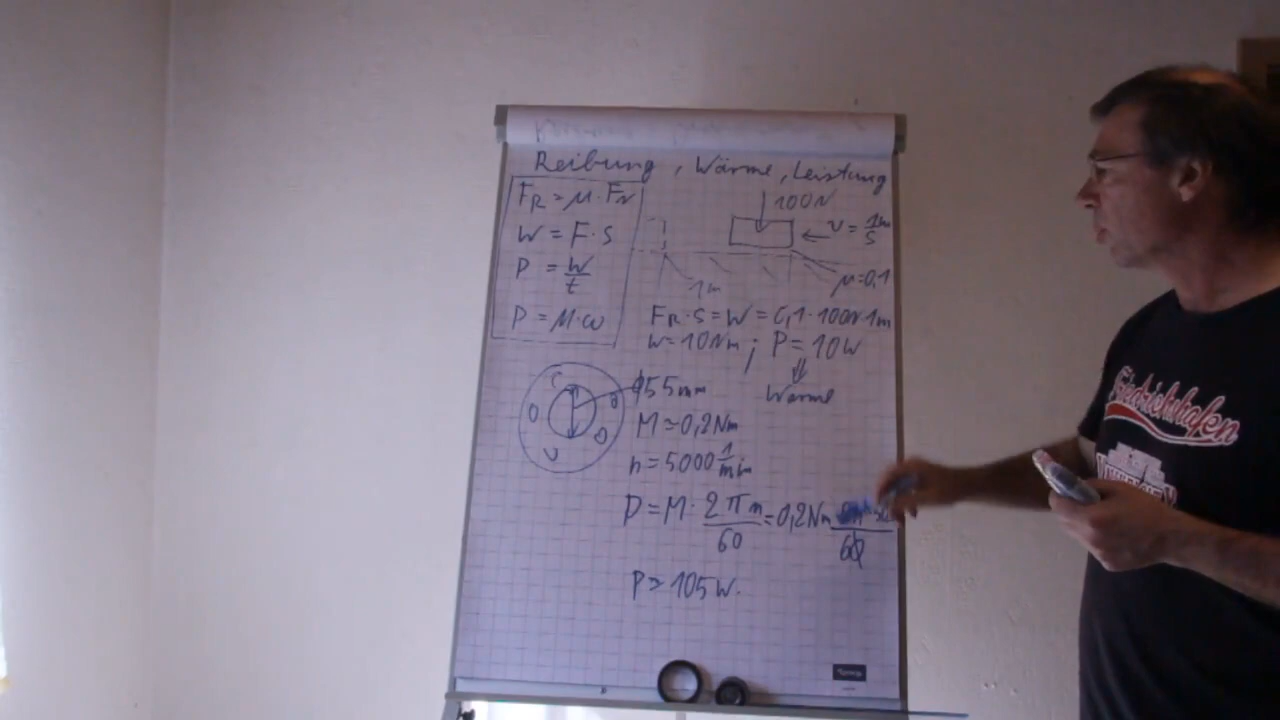 Reibung, Wärme, Leistung
F_R = μ · F_N
W = F · s
P = W/t
P = M · ω
100N
v = 1m/s
μ=0,1
1m
F_R · s = W = 0,1 · 100N · 1m
W = 10Nm ; P = 10W
⇓
Wärme
ϕ55mm
M = 0,2Nm
n = 5000 1/min
P = M · 2πn/60 = 0,2Nm
60
P = 105W.
Friedrichshafen